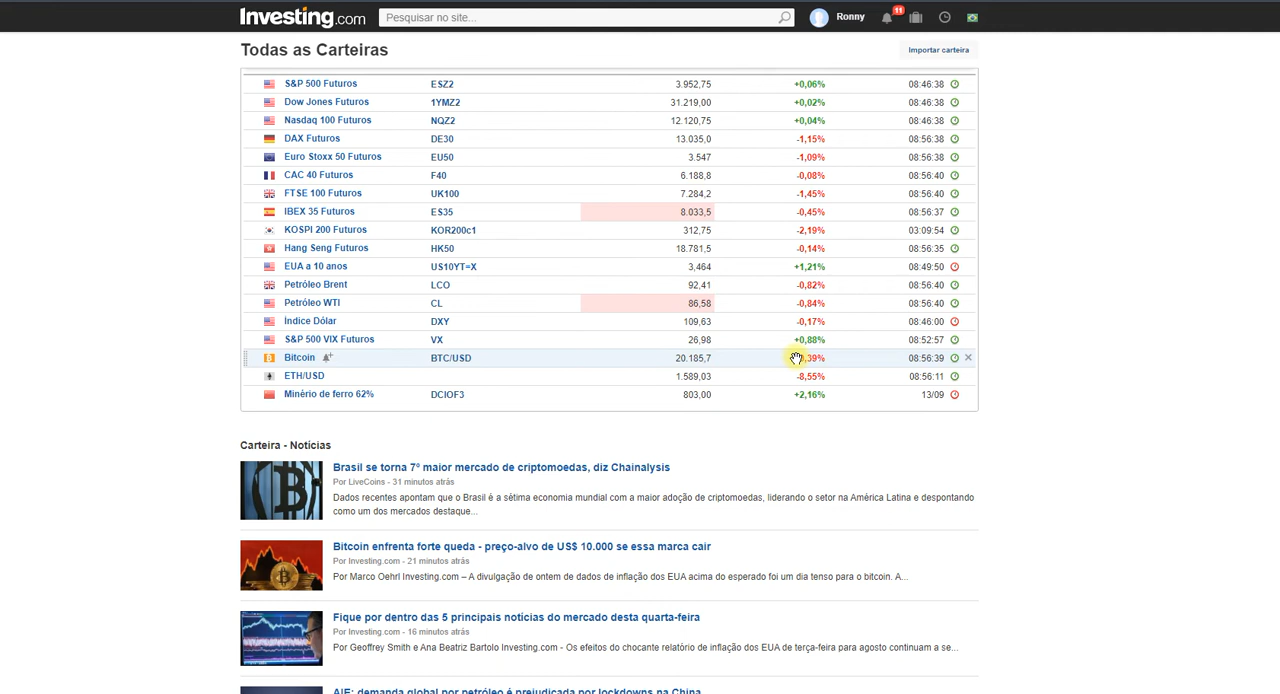 Investing.com Pesquisar no site... Ronny 11
Todas as Carteiras Importar carteira
S&P 500 Futuros ESZ2 3.952,75 +0,06% 08:46:38
Dow Jones Futuros 1YMZ2 31.219,00 +0,02% 08:46:38
Nasdaq 100 Futuros NQZ2 12.120,75 +0,04% 08:46:38
DAX Futuros DE30 13.035,0 -1,15% 08:56:38
Euro Stoxx 50 Futuros EU50 3.547 -1,09% 08:56:38
CAC 40 Futuros F40 6.188,8 -0,08% 08:56:40
FTSE 100 Futuros UK100 7.284,2 -1,45% 08:56:40
IBEX 35 Futuros ES35 8.033,5 -0,45% 08:56:37
KOSPI 200 Futuros KOR200c1 312,75 -2,19% 03:09:54
Hang Seng Futuros HK50 18.781,5 -0,14% 08:56:35
EUA a 10 anos US10YT=X 3,464 +1,21% 08:49:50
Petróleo Brent LCO 92,41 -0,82% 08:56:40
Petróleo WTI CL 86,58 -0,84% 08:56:40
Índice Dólar DXY 109,63 -0,17% 08:46:00
S&P 500 VIX Futuros VX 26,98 +0,88% 08:52:57
Bitcoin BTC/USD 20.185,7 ,39% 08:56:39
ETH/USD 1.589,03 -8,55% 08:56:11
Minério de ferro 62% DCIOF3 803,00 +2,16% 13/09
Carteira - Notícias
Brasil se torna 7º maior mercado de criptomoedas, diz Chainalysis
Por LiveCoins - 31 minutos atrás
Dados recentes apontam que o Brasil é a sétima economia mundial com a maior adoção de criptomoedas, liderando o setor na América Latina e despontando
como um dos mercados destaque...
Bitcoin enfrenta forte queda - preço-alvo de US$ 10.000 se essa marca cair
Por Investing.com - 21 minutos atrás
Por Marco Oehrl Investing.com – A divulgação de ontem de dados de inflação dos EUA acima do esperado foi um dia tenso para o bitcoin. A...
Fique por dentro das 5 principais notícias do mercado desta quarta-feira
Por Investing.com - 16 minutos atrás
Por Geoffrey Smith e Ana Beatriz Bartolo Investing.com - Os efeitos do chocante relatório de inflação dos EUA de terça-feira para agosto continuam a se...
AIE: demanda global por petróleo é prejudicada por lockdowns na China